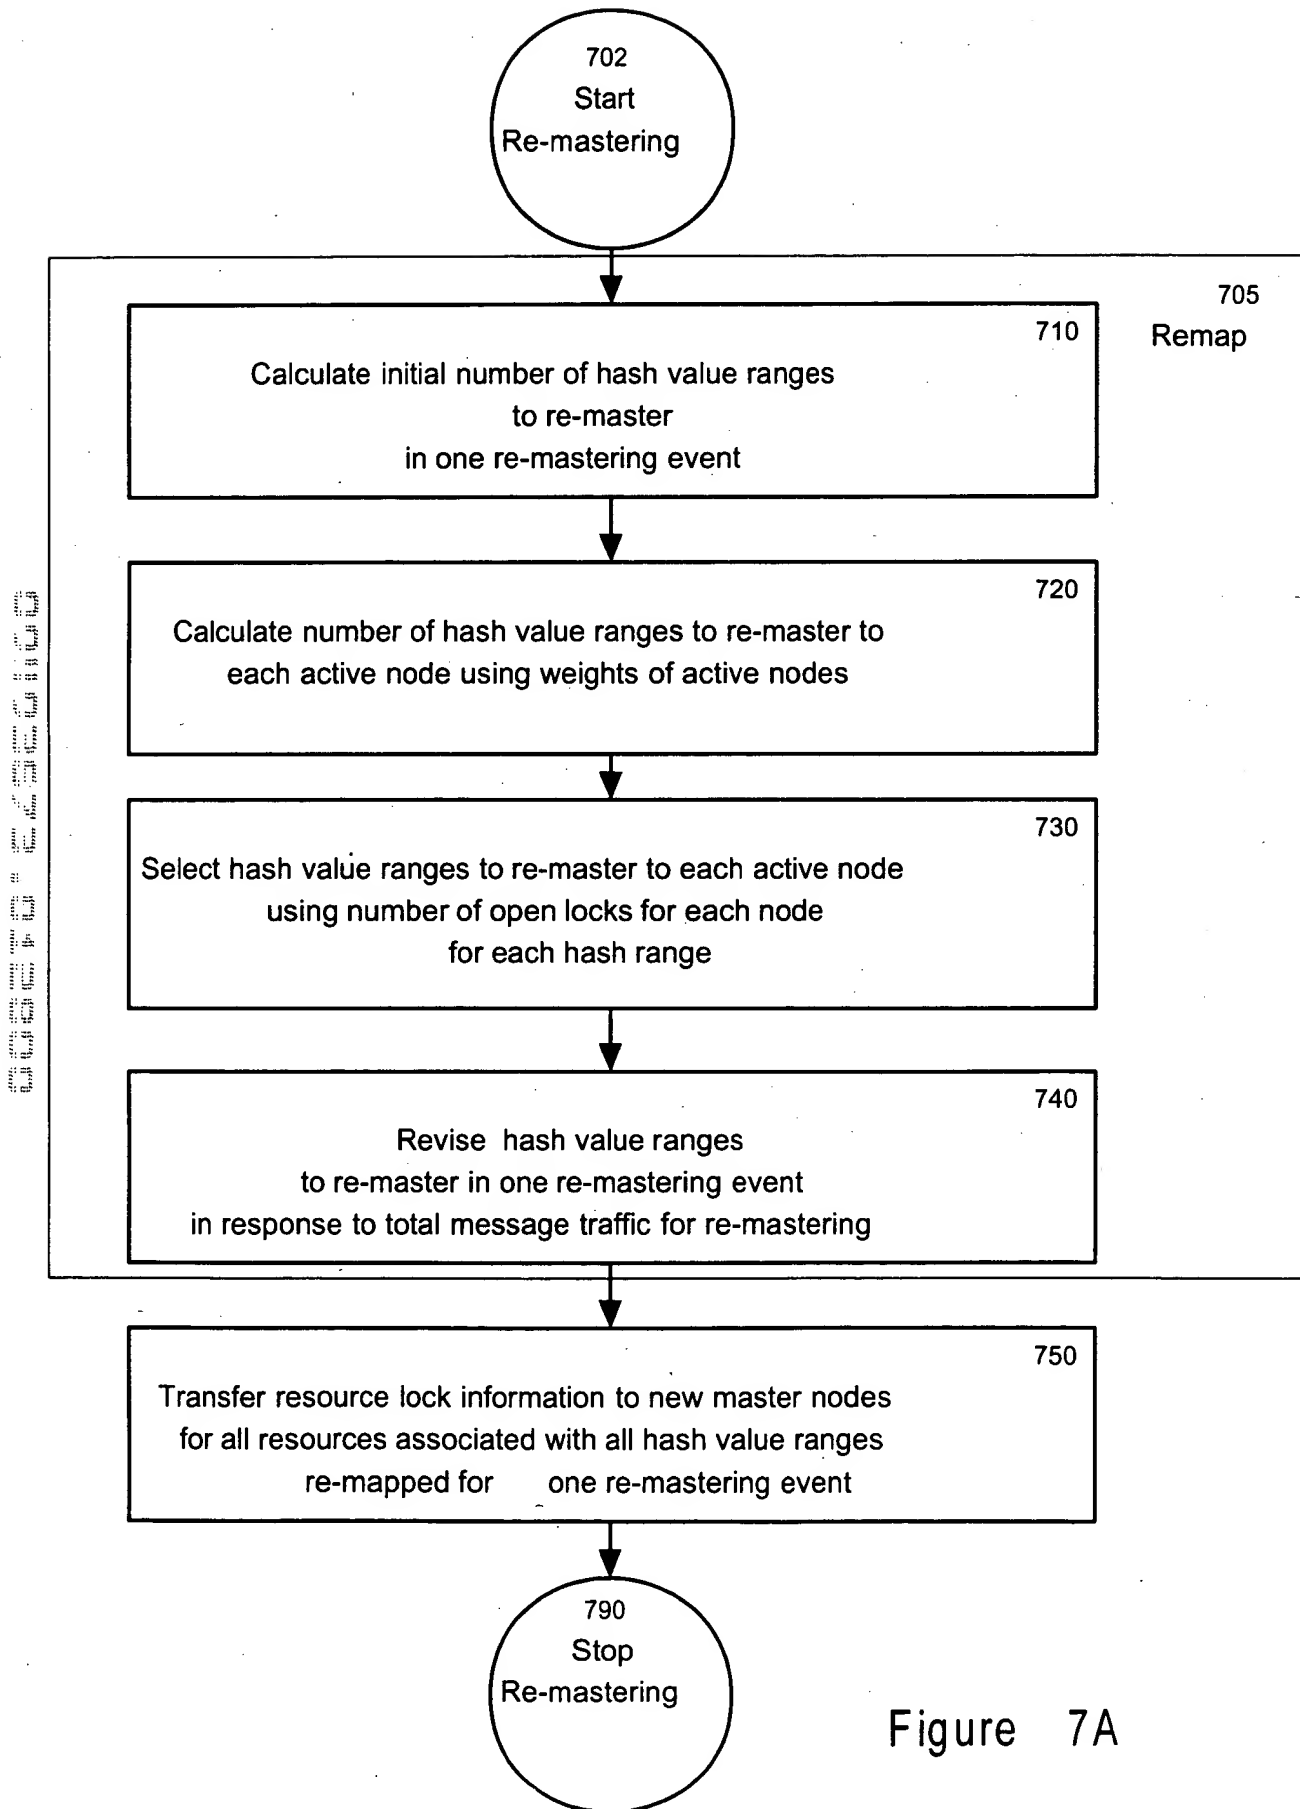 702
Start
Re-mastering
705
Remap
710
Calculate initial number of hash value ranges
to re-master
in one re-mastering event
720
Calculate number of hash value ranges to re-master to
each active node using weights of active nodes
730
Select hash value ranges to re-master to each active node
using number of open locks for each node
for each hash range
740
Revise hash value ranges
to re-master in one re-mastering event
in response to total message traffic for re-mastering
750
Transfer resource lock information to new master nodes
for all resources associated with all hash value ranges
re-mapped for one re-mastering event
790
Stop
Re-mastering
Figure 7A